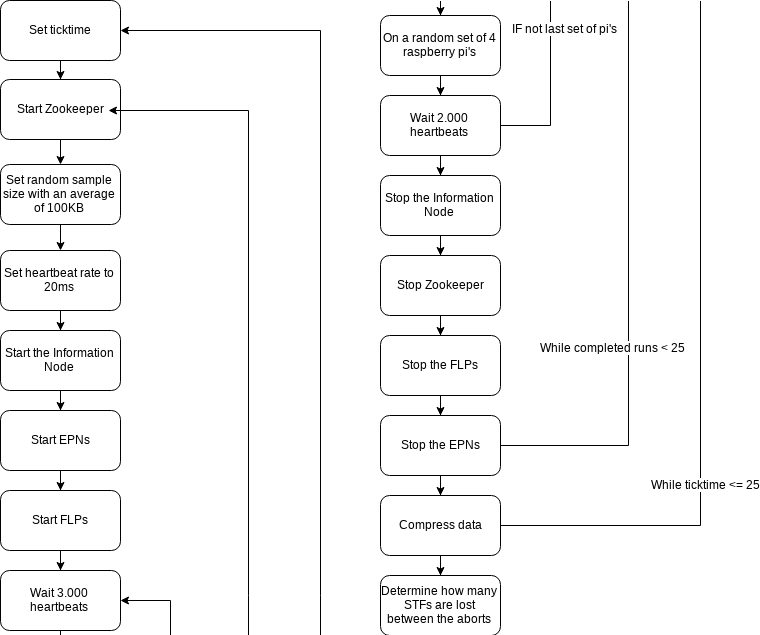 Set ticktime
Start Zookeeper
Set random sample
size with an average
of 100KB
Set heartbeat rate to
20ms
Start the Information
Node
Start EPNs
Start FLPs
Wait 3.000
heartbeats
On a random set of 4
raspberry pi's
IF not last set of pi's
Wait 2.000
heartbeats
Stop the Information
Node
Stop Zookeeper
While completed runs < 25
Stop the FLPs
Stop the EPNs
While ticktime <= 25
Compress data
Determine how many
STFs are lost
between the aborts